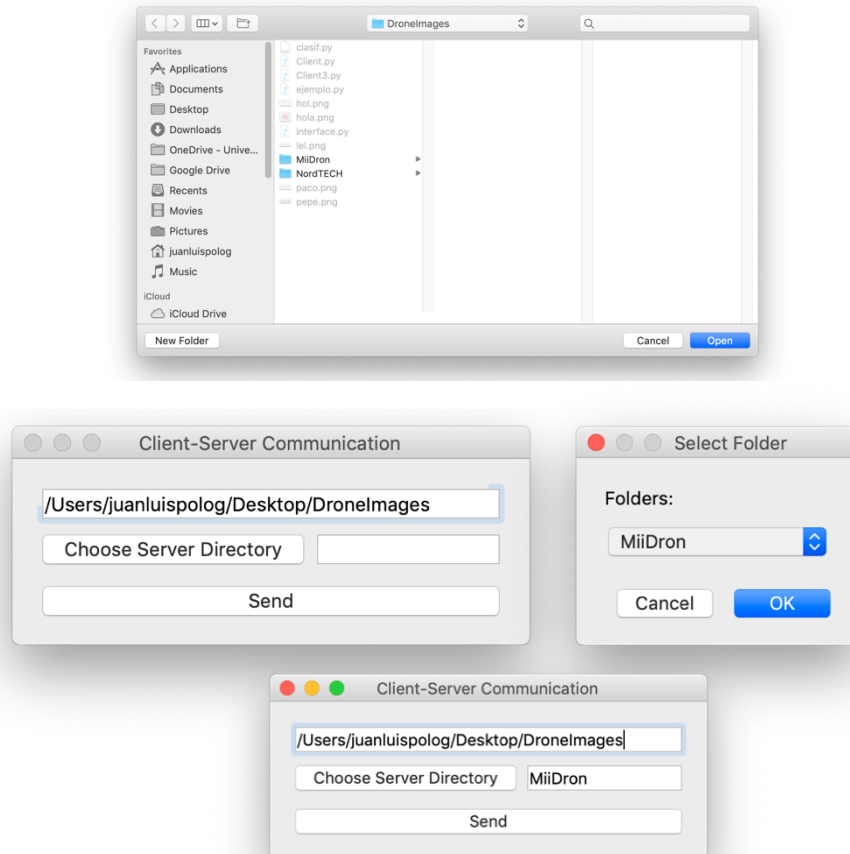 DroneImages
Favorites
Applications
Documents
Desktop
Downloads
OneDrive - Unive...
Google Drive
Recents
Movies
Pictures
juanluispolog
Music
iCloud
iCloud Drive
clasif.py
Client.py
Client3.py
ejemplo.py
hol.png
hola.png
interface.py
lel.png
MiiDron
NordTECH
paco.png
pepe.png
New Folder
Cancel
Open
Client-Server Communication
/Users/juanluispolog/Desktop/DroneImages
Choose Server Directory
Send
Select Folder
Folders:
MiiDron
Cancel
OK
Client-Server Communication
/Users/juanluispolog/Desktop/DroneImages
Choose Server Directory
MiiDron
Send